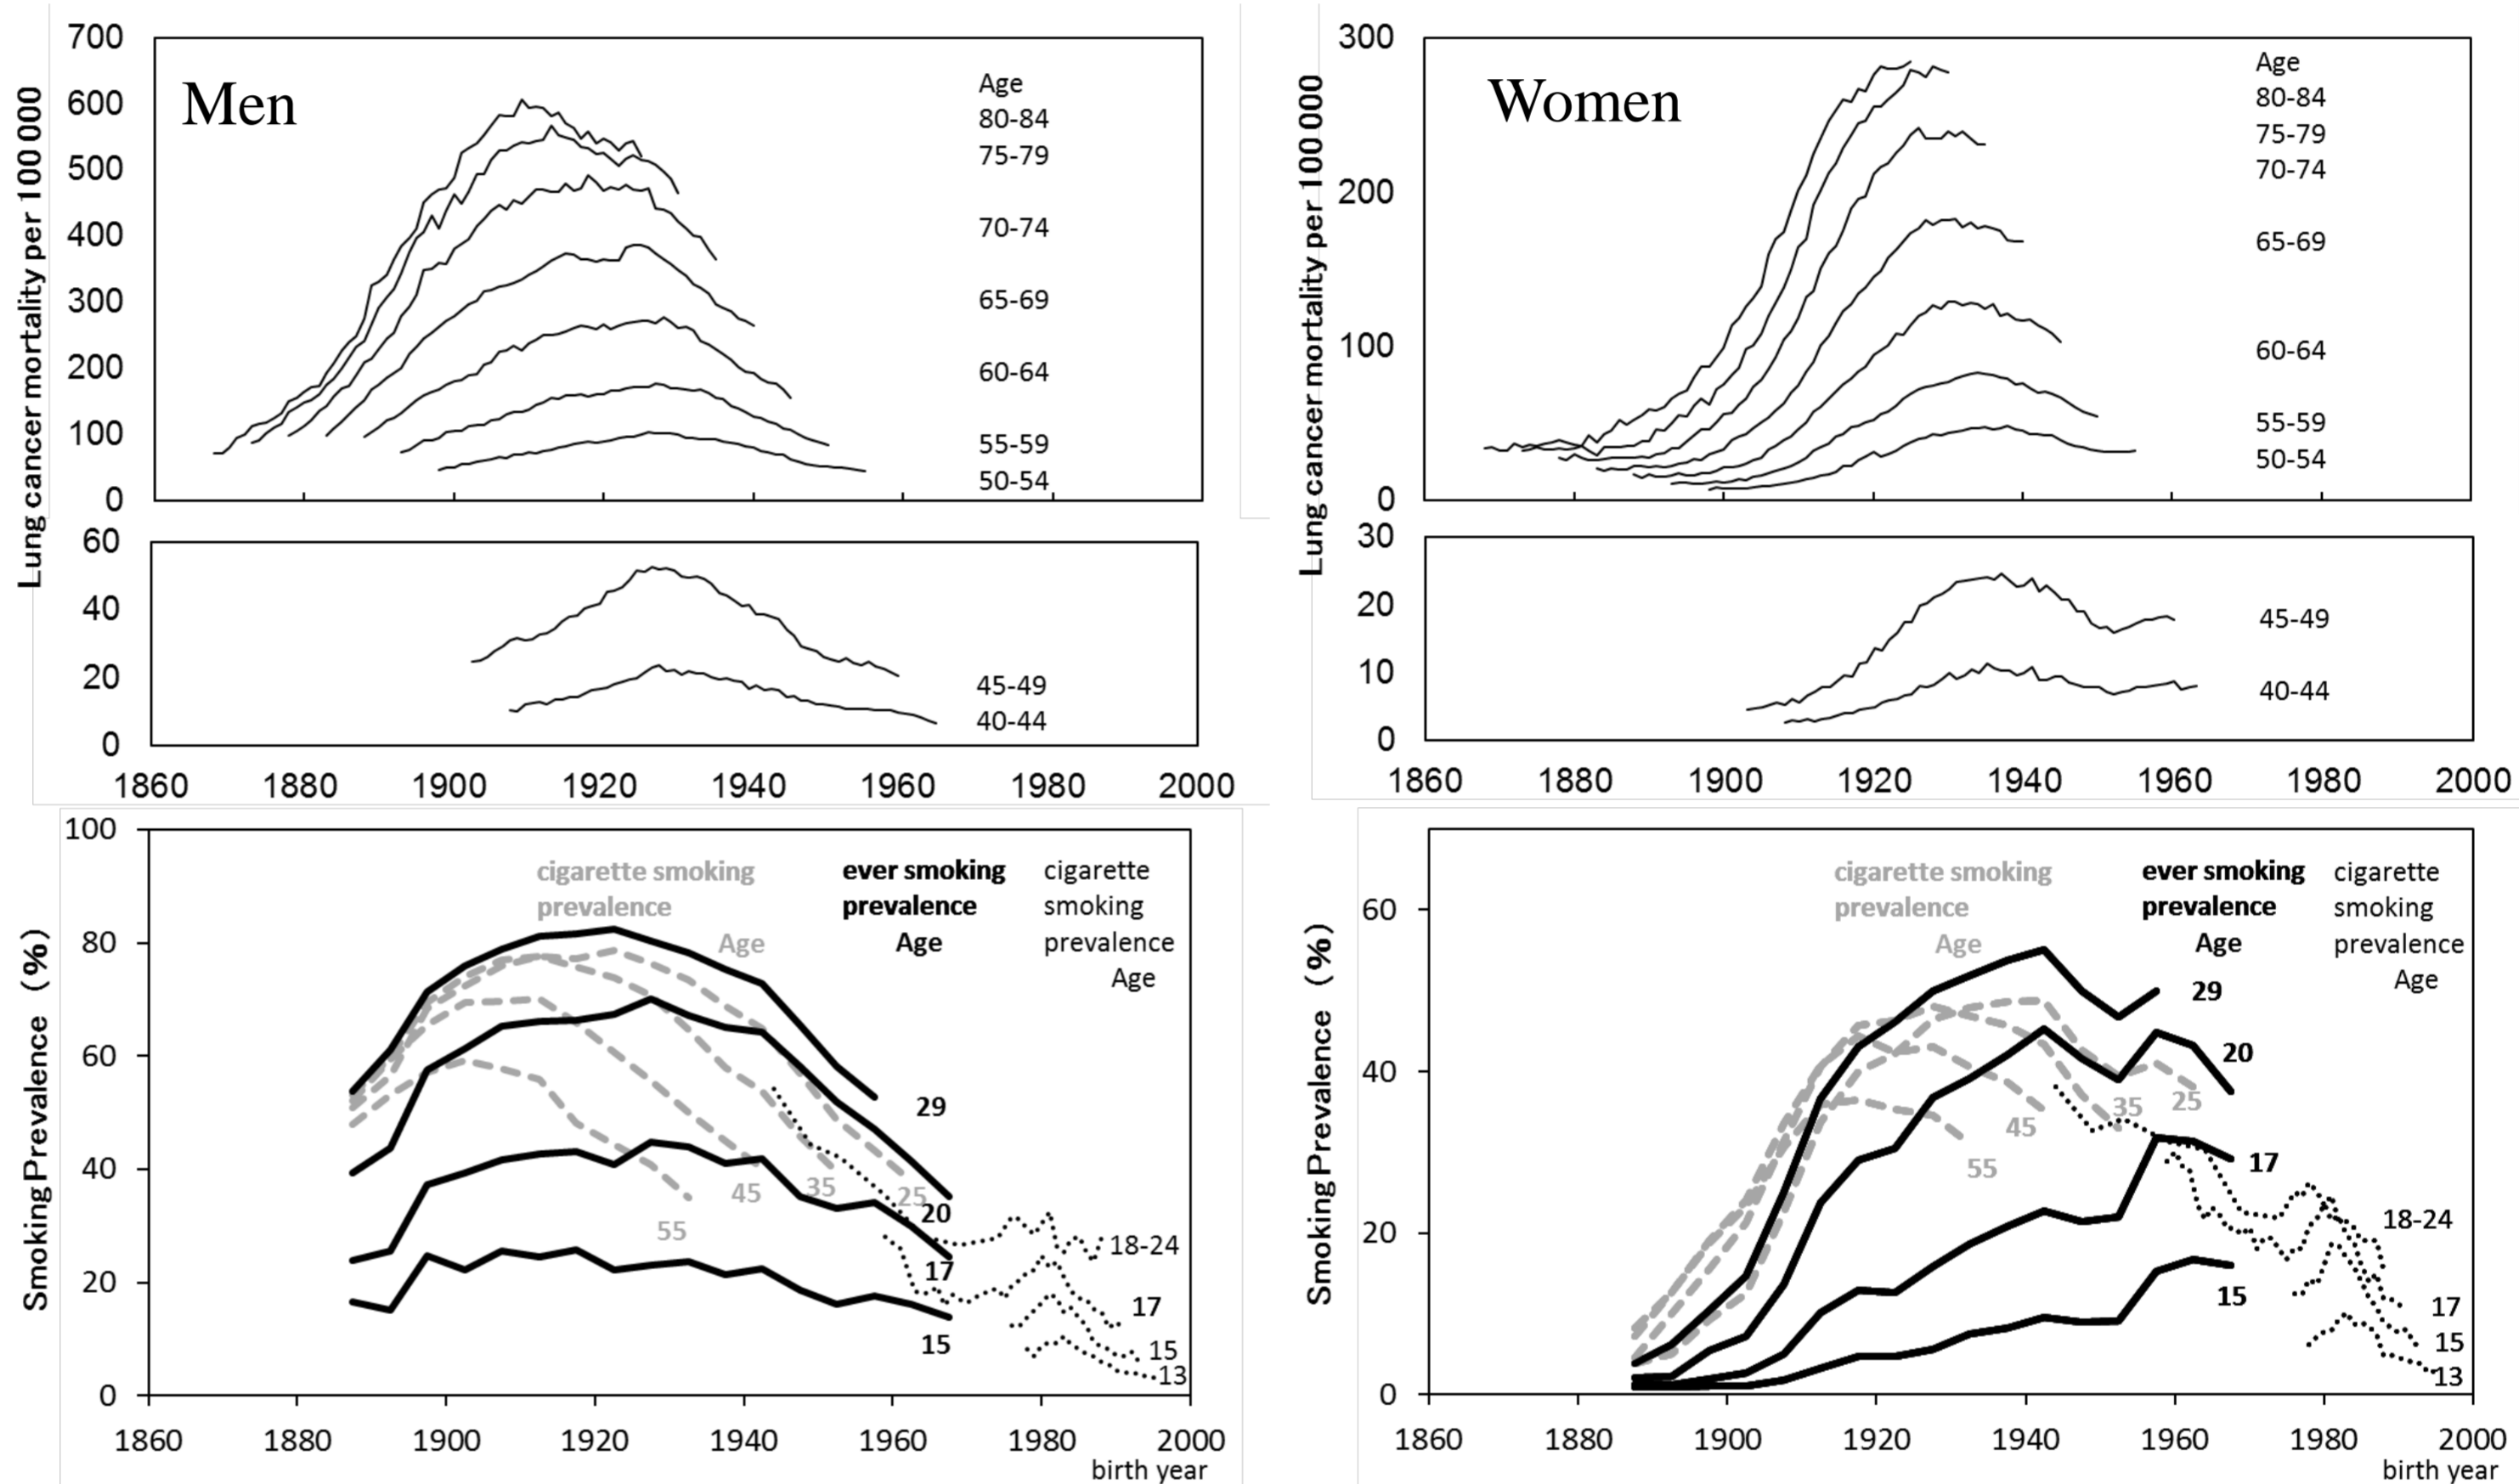 Men
Lung cancer mortality per 100 000
700
600
500
400
300
200
100
0
Age
80-84
75-79
70-74
65-69
60-64
55-59
50-54
60
40
20
0
45-49
40-44
1860 1880 1900 1920 1940 1960 1980 2000
Women
Lung cancer mortality per 100 000
300
200
100
0
Age
80-84
75-79
70-74
65-69
60-64
55-59
50-54
30
20
10
0
45-49
40-44
1860 1880 1900 1920 1940 1960 1980 2000
Smoking Prevalence (%)
100
80
60
40
20
0
cigarette smoking
prevalence
Age
ever smoking
prevalence
Age
cigarette
smoking
prevalence
Age
29
45
35
25
20
55
18-24
17
17
15
15
13
1860 1880 1900 1920 1940 1960 1980 2000
birth year
Smoking Prevalence (%)
60
40
20
0
cigarette smoking
prevalence
Age
ever smoking
prevalence
Age
cigarette
smoking
prevalence
Age
29
20
35
25
45
55
17
18-24
15
17
15
13
1860 1880 1900 1920 1940 1960 1980 2000
birth year